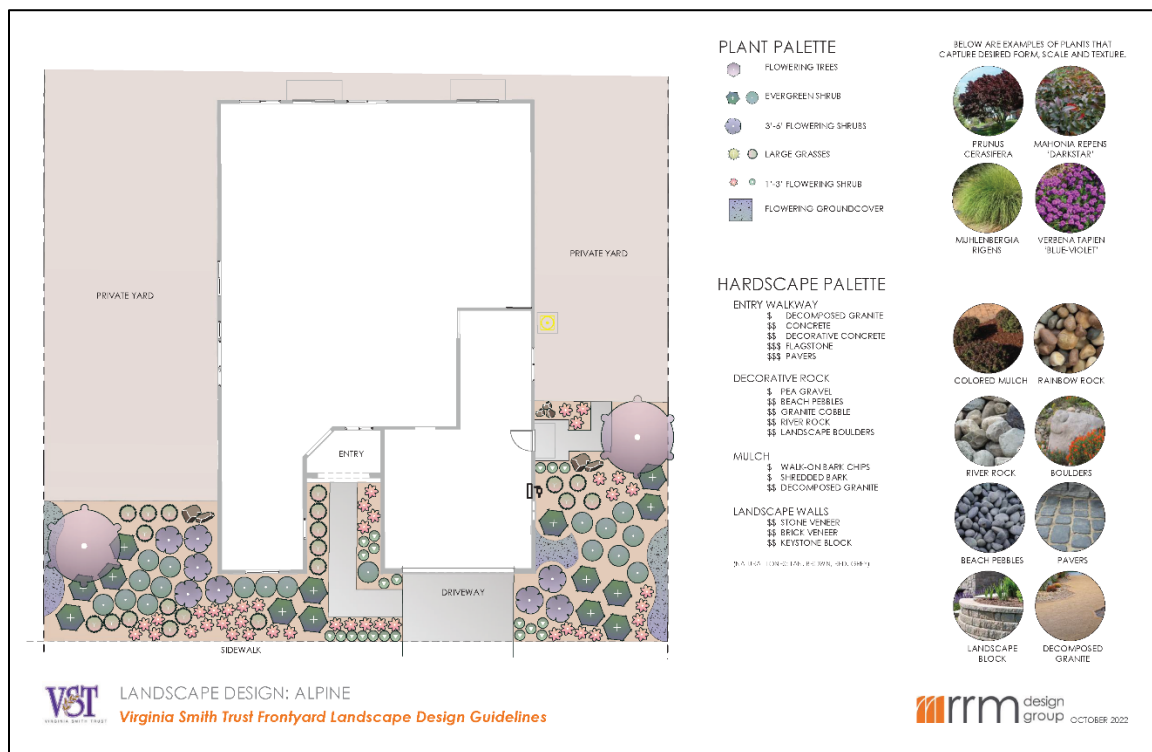 PLANT PALETTE
FLOWERING TREES
EVERGREEN SHRUB
3'-6' FLOWERING SHRUBS
LARGE GRASSES
1'-3' FLOWERING SHRUB
FLOWERING GROUNDCOVER
BELOW ARE EXAMPLES OF PLANTS THAT
CAPTURE DESIRED FORM, SCALE AND TEXTURE.
PRUNUS
CERASIFERA
MAHONIA REPENS
'DARKSTAR'
MUHLENBERGIA
RIGENS
VERBENA TAPIEN
'BLUE-VIOLET'
HARDSCAPE PALETTE
ENTRY WALKWAY
$ DECOMPOSED GRANITE
$$ CONCRETE
$$ DECORATIVE CONCRETE
$$$ FLAGSTONE
$$$ PAVERS
DECORATIVE ROCK
$ PEA GRAVEL
$$ BEACH PEBBLES
$$ GRANITE COBBLE
$$ RIVER ROCK
$$ LANDSCAPE BOULDERS
MULCH
$ WALK-ON BARK CHIPS
$ SHREDDED BARK
$$ DECOMPOSED GRANITE
LANDSCAPE WALLS
$$ STONE VENEER
$$ BRICK VENEER
$$ KEYSTONE BLOCK
COLORED MULCH
RAINBOW ROCK
RIVER ROCK
BOULDERS
BEACH PEBBLES
PAVERS
LANDSCAPE
BLOCK
DECOMPOSED
GRANITE
PRIVATE YARD
PRIVATE YARD
ENTRY
DRIVEWAY
SIDEWALK
VST
VIRGINIA SMITH TRUST
LANDSCAPE DESIGN: ALPINE
Virginia Smith Trust Frontyard Landscape Design Guidelines
rrm design
group
OCTOBER 2022